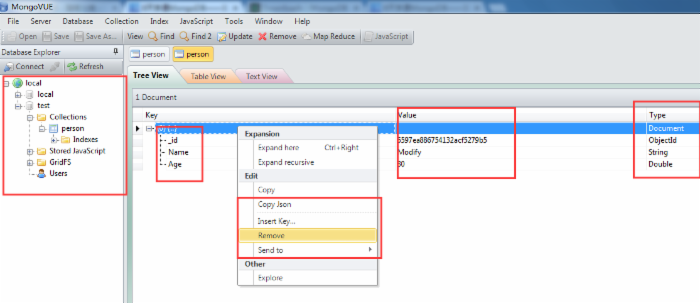 MongoVUE
File Server Database Collection Index JavaScript Tools Window Help
Open Save Save As... View Find Find 2 Update Remove Map Reduce JavaScript
Database Explorer
Connect Refresh
local
local
test
Collections
person
Indexes
Stored JavaScript
GridFS
Users
person person
Tree View Table View Text View
1 Document
Key Value Type
Document
_id 5597ea886754132acf5279b5 ObjectId
Name Modify String
Age 30 Double
Expansion
Expand here Ctrl+Right
Expand recursive
Edit
Copy
Copy Json
Insert Key...
Remove
Send to
Other
Explore